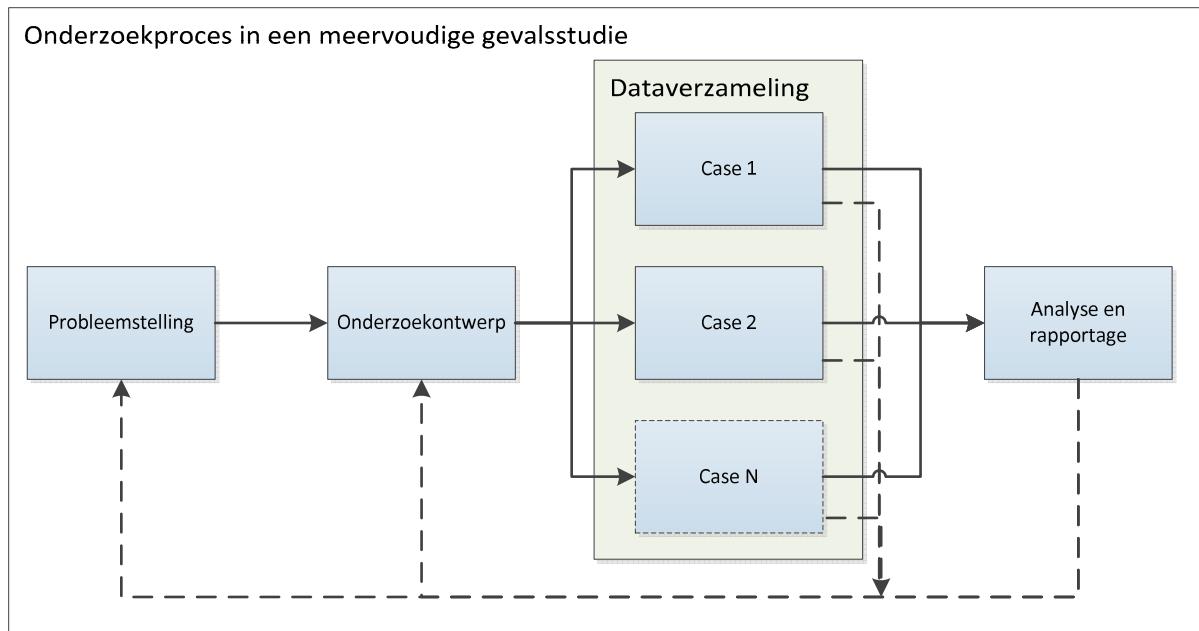 Onderzoekproces in een meervoudige gevalsstudie
Dataverzameling
Case 1
Probleemstelling
Onderzoekontwerp
Case 2
Analyse en
rapportage
Case N